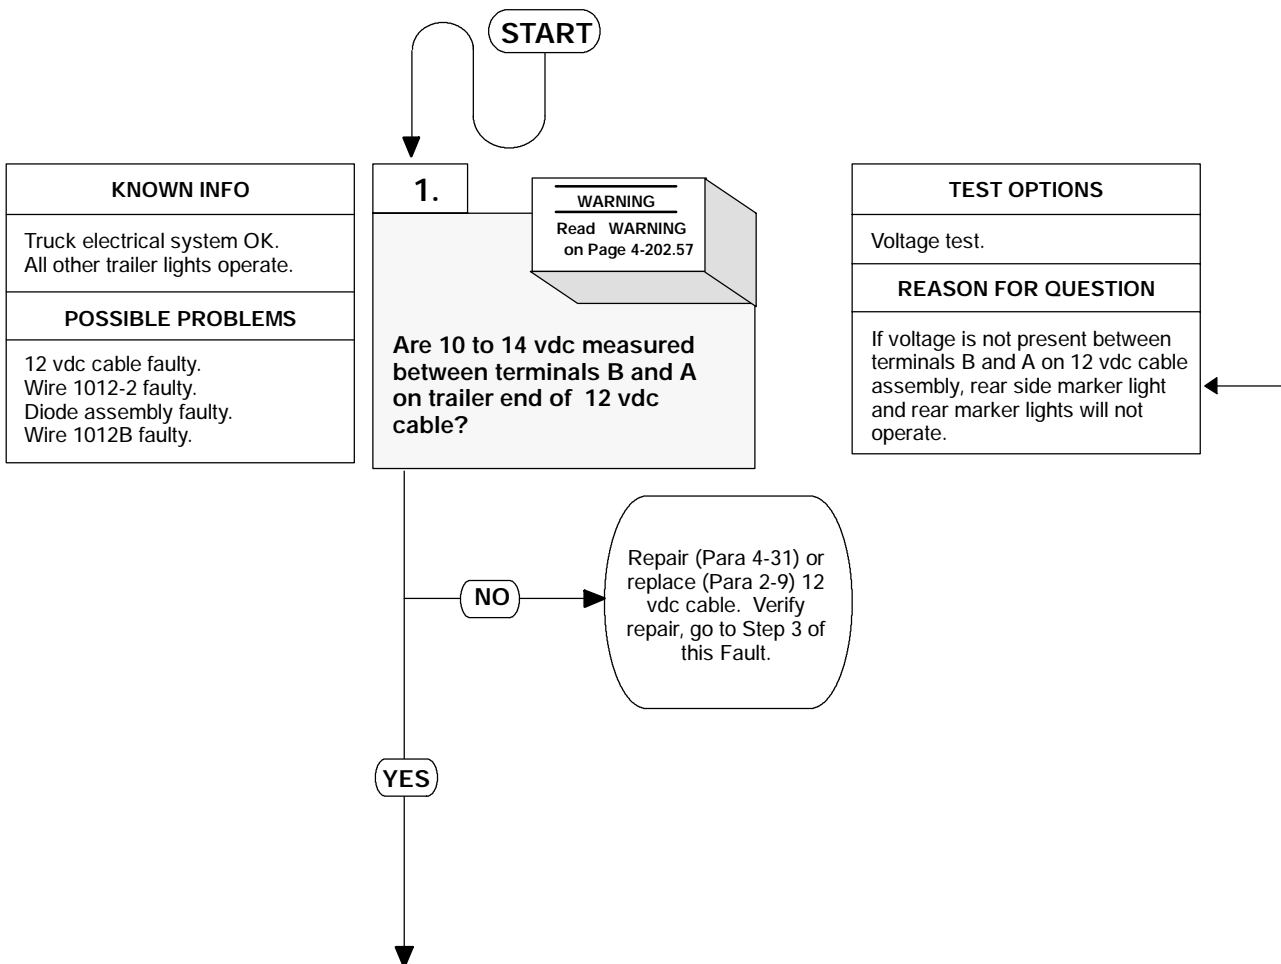 START
KNOWN INFO
Truck electrical system OK.
All other trailer lights operate.
POSSIBLE PROBLEMS
12 vdc cable faulty.
Wire 1012-2 faulty.
Diode assembly faulty.
Wire 1012B faulty.
1.
WARNING
Read WARNING
on Page 4-202.57
Are 10 to 14 vdc measured
between terminals B and A
on trailer end of 12 vdc
cable?
TEST OPTIONS
Voltage test.
REASON FOR QUESTION
If voltage is not present between
terminals B and A on 12 vdc cable
assembly, rear side marker light
and rear marker lights will not
operate.
NO
Repair (Para 4-31) or
replace (Para 2-9) 12
vdc cable. Verify
repair, go to Step 3 of
this Fault.
YES